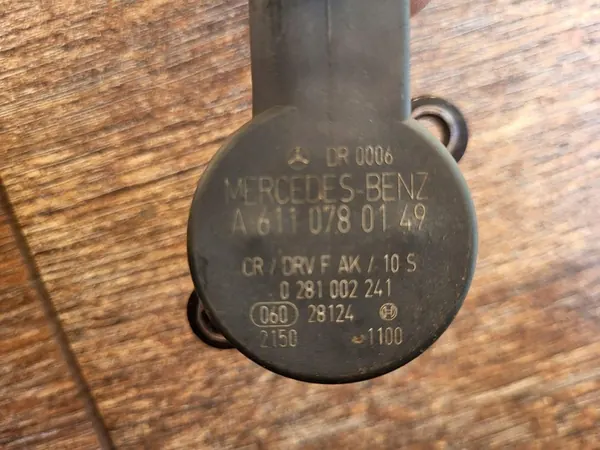 DR 0006
MERCEDES-BENZ
A 611 078 01 49
CR / DRV F AK / 10 S
0 281 002 241
060 28124
2150 1100